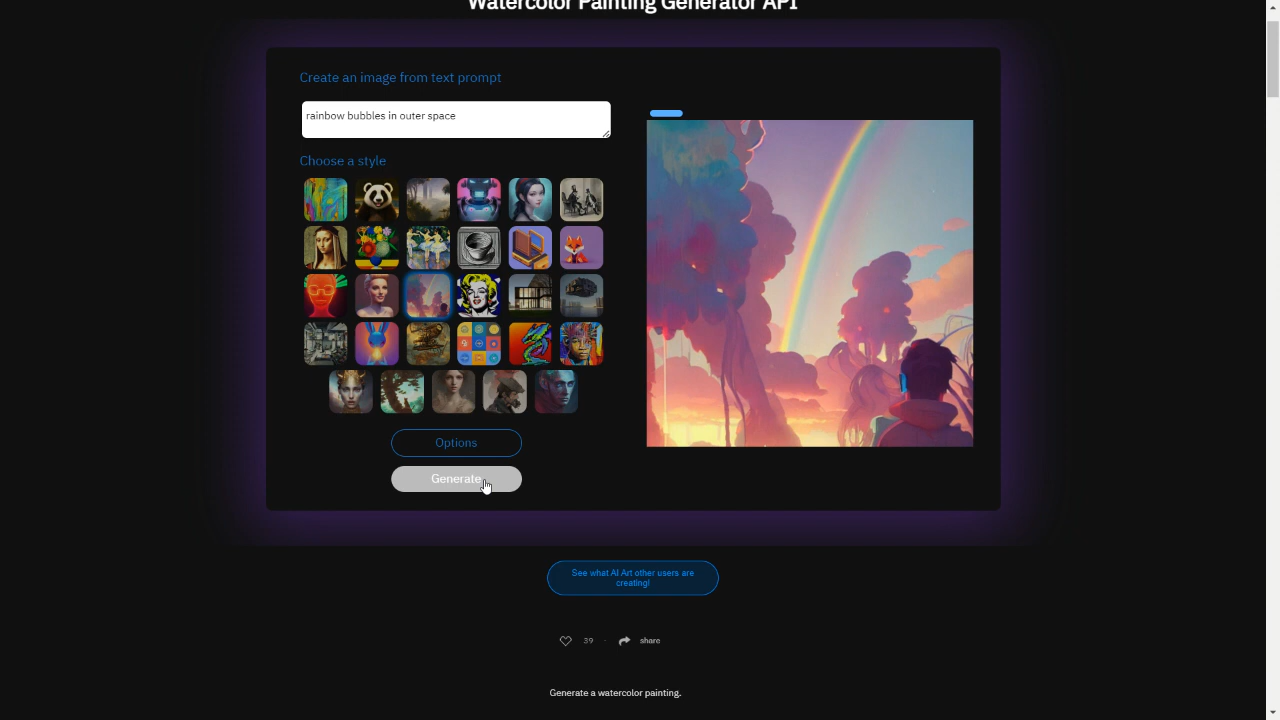 Watercolor Painting Generator API
Create an image from text prompt
rainbow bubbles in outer space
Choose a style
Options
Generate
See what AI Art other users are
creating!
39
share
Generate a watercolor painting.